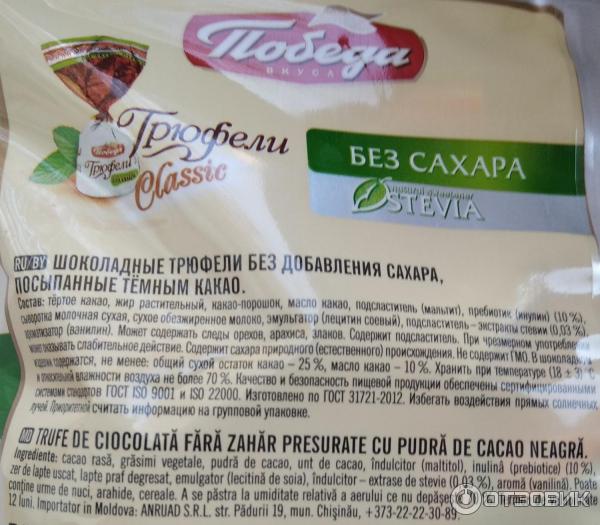 Победа
ВКУСА
Трюфели
Classic
Победа
Трюфели
БЕЗ САХАРА
natural sweetener
STEVIA
RU/BY ШОКОЛАДНЫЕ ТРЮФЕЛИ БЕЗ ДОБАВЛЕНИЯ САХАРА,
ПОСЫПАННЫЕ ТЁМНЫМ КАКАО.
Состав: тёртое какао, жир растительный, какао-порошок, масло какао, подсластитель (мальтит), пребиотик (инулин) (10 %),
сыворотка молочная сухая, сухое обезжиренное молоко, эмульгатор (лецитин соевый), подсластитель – экстракты стевии (0,03 %),
ароматизатор (ванилин). Может содержать следы орехов, арахиса, злаков. Содержит подсластитель. При чрезмерном употреблении
может оказывать слабительное действие. Содержит сахара природного (естественного) происхождения. Не содержит ГМО. В шоколадных
изделиях содержатся, не менее: общий сухой остаток какао – 25 %, масло какао – 10 %. Хранить при температуре (18 ± 3) °С
и относительной влажности воздуха не более 70 %. Качество и безопасность пищевой продукции обеспечены сертифицированными
системами стандартов ГОСТ ISO 9001 и ISO 22000. Изготовлено по ГОСТ 31721-2012. Избегать воздействия прямых солнечных
лучей. Приоритетной считать информацию на групповой упаковке.
MD TRUFE DE CIOCOLATĂ FĂRĂ ZAHĂR PRESURATE CU PUDRĂ DE CACAO NEAGRĂ.
Ingrediente: cacao rasă, grăsimi vegetale, pudră de cacao, unt de cacao, îndulcitor (maltitol), inulină (prebiotice) (10 %),
zer de lapte uscat, lapte praf degresat, emulgator (lecitină de soia), îndulcitor – extrase de stevie (0,03 %), aromă (vanilină). Poate
conține urme de nuci, arahide, cereale. A se păstra la umiditate relativă a aerului ce nu depășește
12 luni. Importator in Moldova: ANRUAD S.R.L. str. Pădurii 19, mun. Chişinău, +373-22-22-30-89
ОТЗОВИК